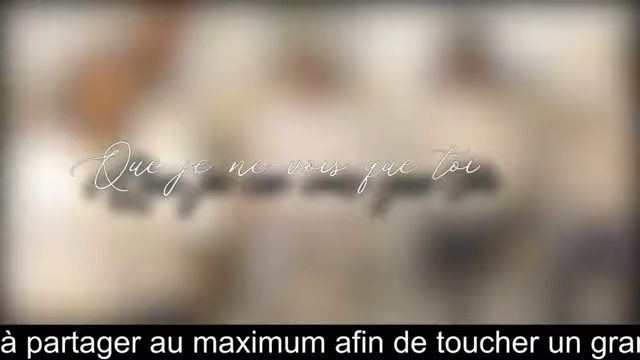 Que je ne vois que toi
à partager au maximum afin de toucher un gra